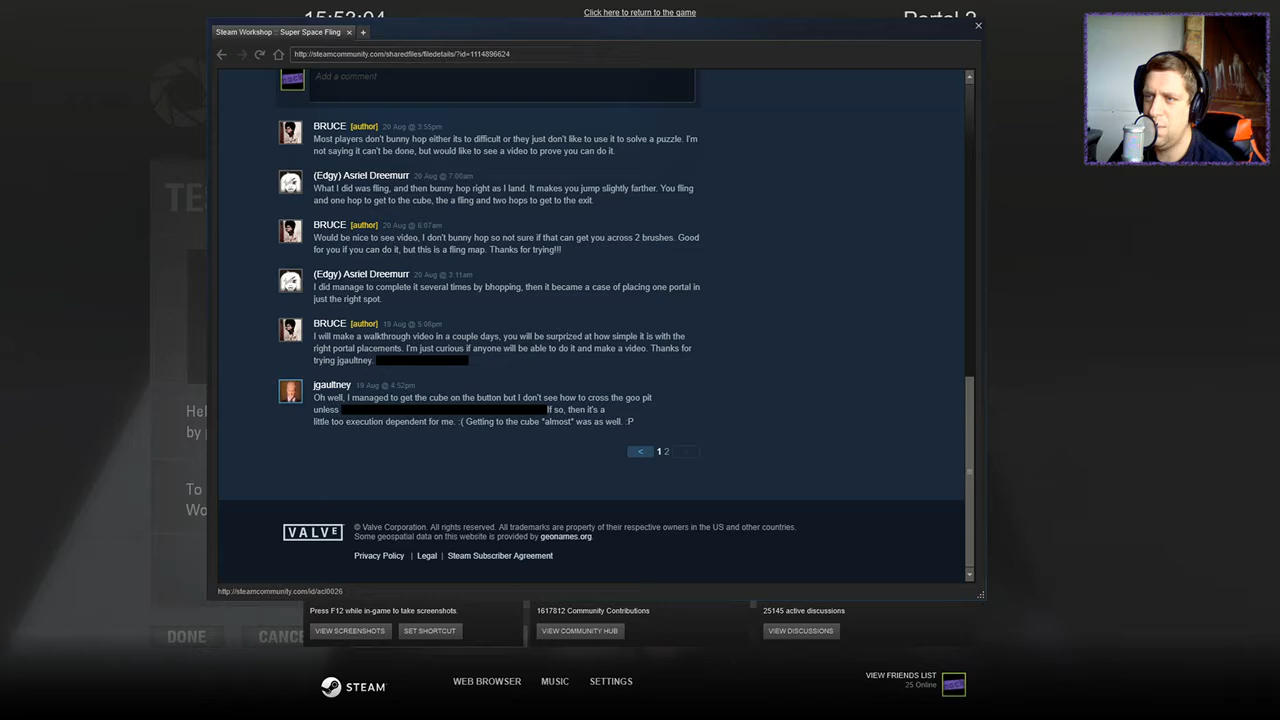 15:53:04
Click here to return to the game
Portal 2
Steam Workshop :: Super Space Fling
http://steamcommunity.com/sharedfiles/filedetails/?id=1114896624
Add a comment
BRUCE [author] 20 Aug @ 3:55pm
Most players don't bunny hop either its to difficult or they just don't like to use it to solve a puzzle. I'm
not saying it can't be done, but would like to see a video to prove you can do it.
(Edgy) Asriel Dreemurr 20 Aug @ 7:00am
What I did was fling, and then bunny hop right as I land. It makes you jump slightly farther. You fling
and one hop to get to the cube, the a fling and two hops to get to the exit.
BRUCE [author] 20 Aug @ 6:07am
Would be nice to see video, I don't bunny hop so not sure if that can get you across 2 brushes. Good
for you if you can do it, but this is a fling map. Thanks for trying!!!
(Edgy) Asriel Dreemurr 20 Aug @ 3:11am
I did manage to complete it several times by bhopping, then it became a case of placing one portal in
just the right spot.
BRUCE [author] 19 Aug @ 5:06pm
I will make a walkthrough video in a couple days, you will be surprized at how simple it is with the
right portal placements. I'm just curious if anyone will be able to do it and make a video. Thanks for
trying jgaultney.
jgaultney 19 Aug @ 4:52pm
Oh well, I managed to get the cube on the button but I don't see how to cross the goo pit
unless If so, then it's a
little too execution dependent for me. :( Getting to the cube *almost* was as well. :P
< 1 2 >
TES
Hel
by p
To
Wo
VALVE
© Valve Corporation. All rights reserved. All trademarks are property of their respective owners in the US and other countries.
Some geospatial data on this website is provided by geonames.org.
Privacy Policy | Legal | Steam Subscriber Agreement
http://steamcommunity.com/id/acl0026
Press F12 while in-game to take screenshots.
1617812 Community Contributions
25145 active discussions
DONE
CANC
VIEW SCREENSHOTS
SET SHORTCUT
VIEW COMMUNITY HUB
VIEW DISCUSSIONS
STEAM
WEB BROWSER
MUSIC
SETTINGS
VIEW FRIENDS LIST
25 Online